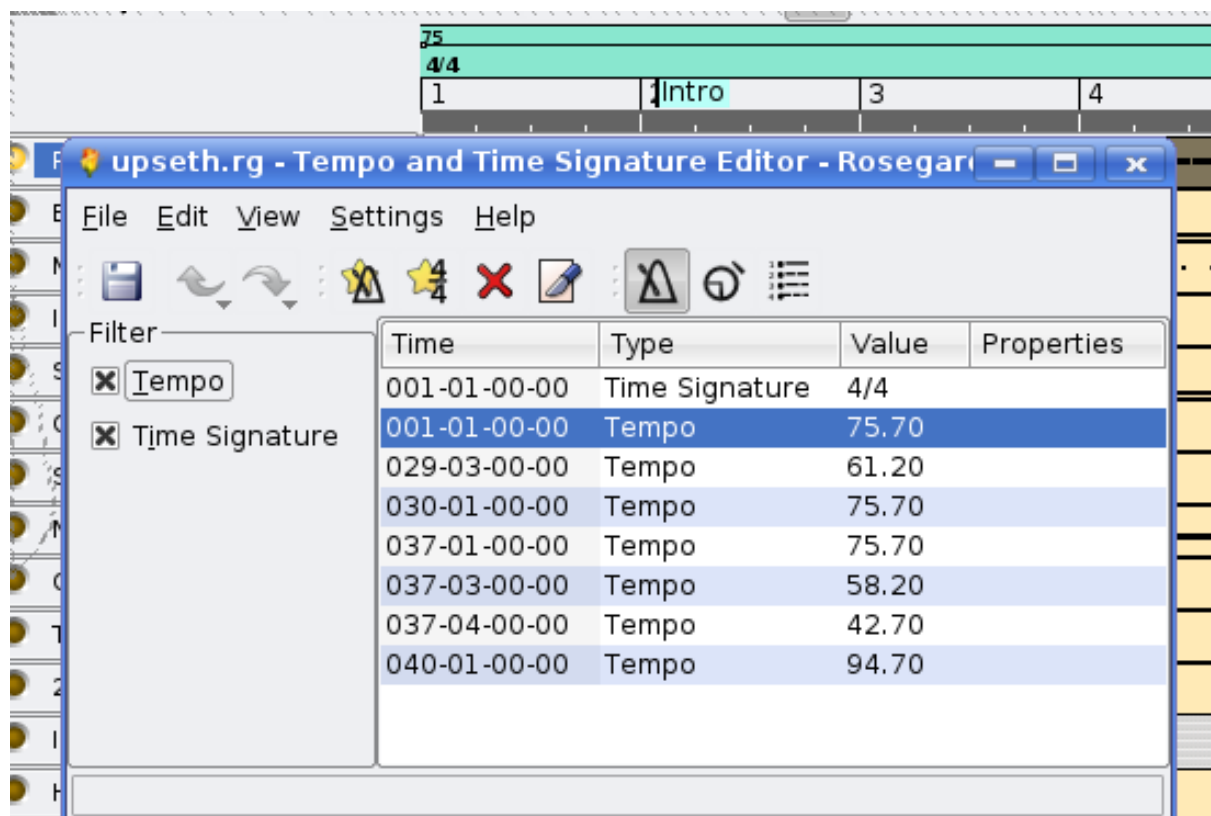 75
4/4
1 2 Intro 3 4
upseth.rg - Tempo and Time Signature Editor -
File Edit View Settings Help
Filter
Tempo
Time Signature
Time Type Value Properties
001-01-00-00 Time Signature 4/4
001-01-00-00 Tempo 75.70
029-03-00-00 Tempo 61.20
030-01-00-00 Tempo 75.70
037-01-00-00 Tempo 75.70
037-03-00-00 Tempo 58.20
037-04-00-00 Tempo 42.70
040-01-00-00 Tempo 94.70